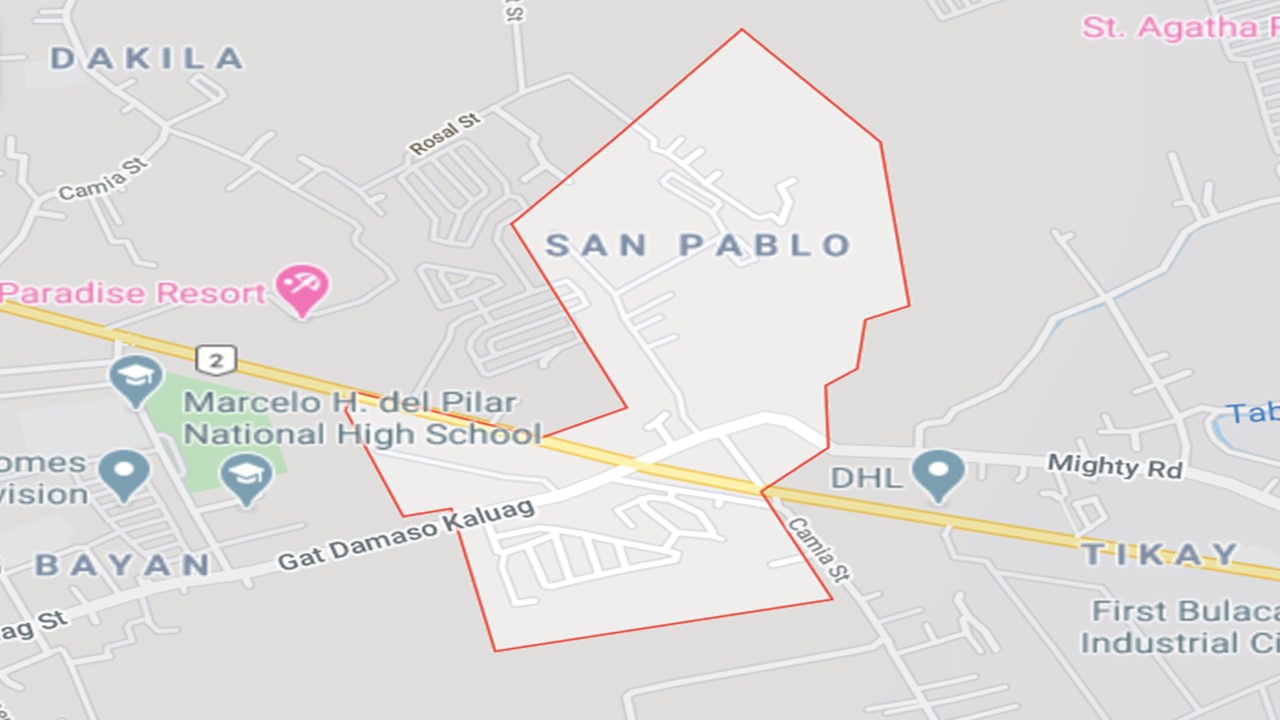 St
St. Agatha
DAKILA
Rosal St
Camia St
SAN PABLO
Paradise Resort
2
Marcelo H. del Pilar
National High School
omes
vision
DHL
Mighty Rd
Tab
Gat Damaso Kaluag
Camia St
BAYAN
TIKAY
ag St
First Bulaca
Industrial Ci